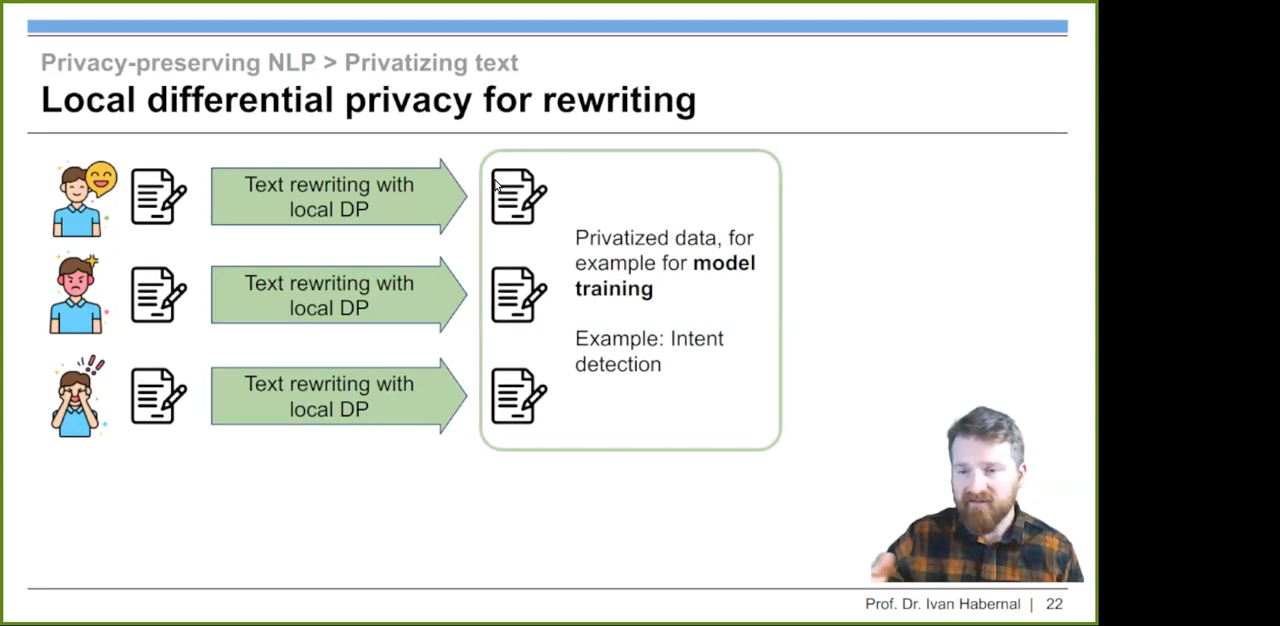 Privacy-preserving NLP > Privatizing text
Local differential privacy for rewriting
Text rewriting with
local DP
Text rewriting with
local DP
Text rewriting with
local DP
Privatized data, for
example for model
training
Example: Intent
detection
Prof. Dr. Ivan Habernal | 22